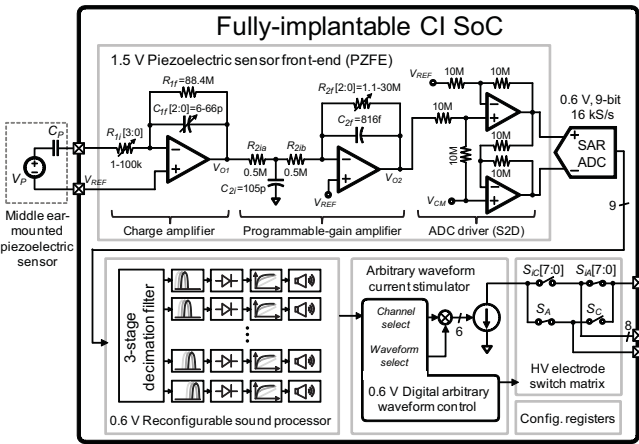 Fully-implantable CI SoC
1.5 V Piezoelectric sensor front-end (PZFE)
R1f=88.4M
C1f[2:0]=6-66p
R1i[3:0]
1-100k
CP
VP
VREF
VO1
Middle ear-
mounted
piezoelectric
sensor
Charge amplifier
R2f[2:0]=1.1-30M
C2f=816f
R2ia
0.5M
R2ib
0.5M
C2i=105p
VREF
VO2
Programmable-gain amplifier
VREF
10M
10M
10M
10M
10M
10M
VCM
ADC driver (S2D)
0.6 V, 9-bit
16 kS/s
SAR
ADC
9
3-stage
decimation filter
0.6 V Reconfigurable sound processor
Arbitrary waveform
current stimulator
Channel
select
Waveform
select
6
0.6 V Digital arbitrary
waveform control
SiC[7:0]
SiA[7:0]
SA
SC
8
HV electrode
switch matrix
Config. registers